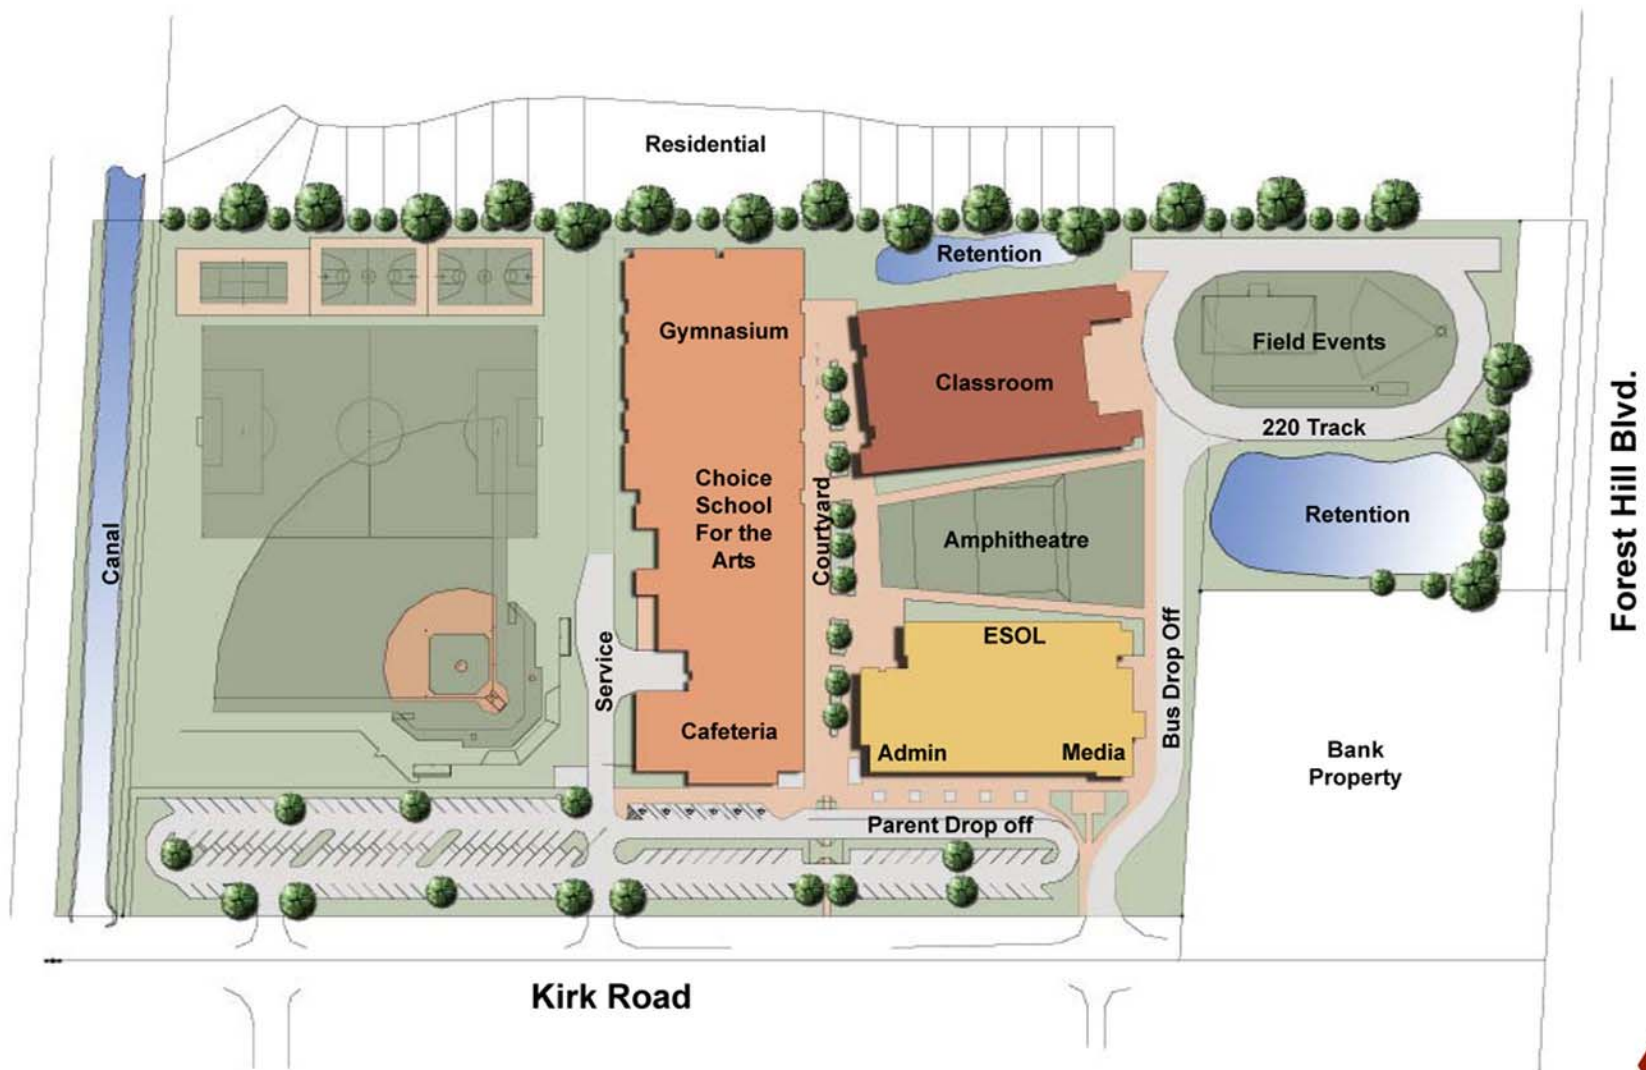 Residential
Retention
Gymnasium
Field Events
Classroom
220 Track
Choice
School
For the
Arts
Courtyard
Retention
Amphitheatre
Canal
Forest Hill Blvd.
ESOL
Service
Bus Drop Off
Cafeteria
Admin
Media
Bank
Property
Parent Drop off
Kirk Road